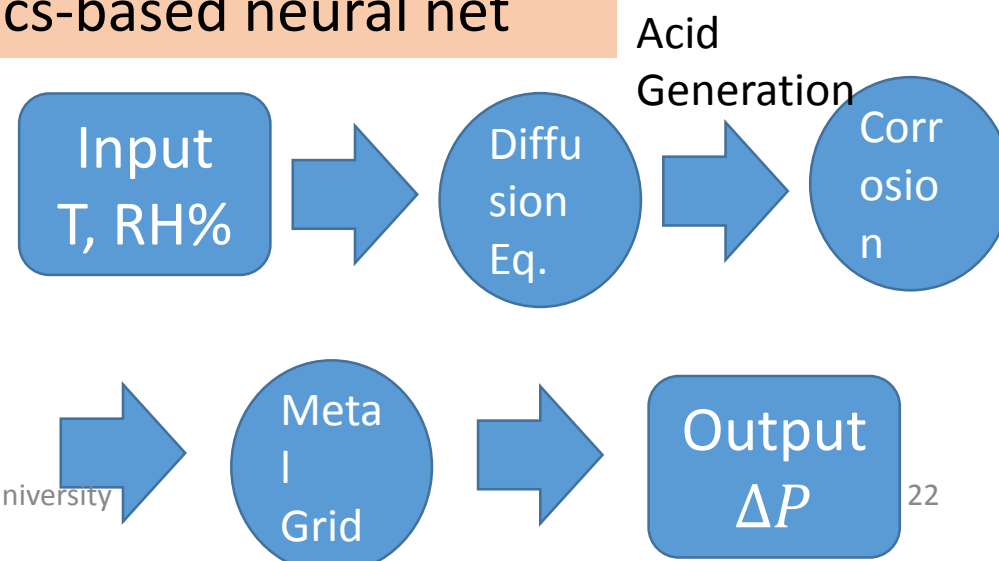 cs-based neural net
Acid
Generation
Input
T, RH%
Diffu
sion
Eq.
Corr
osio
n
Meta
l
Grid
Output
ΔP
niversity
22